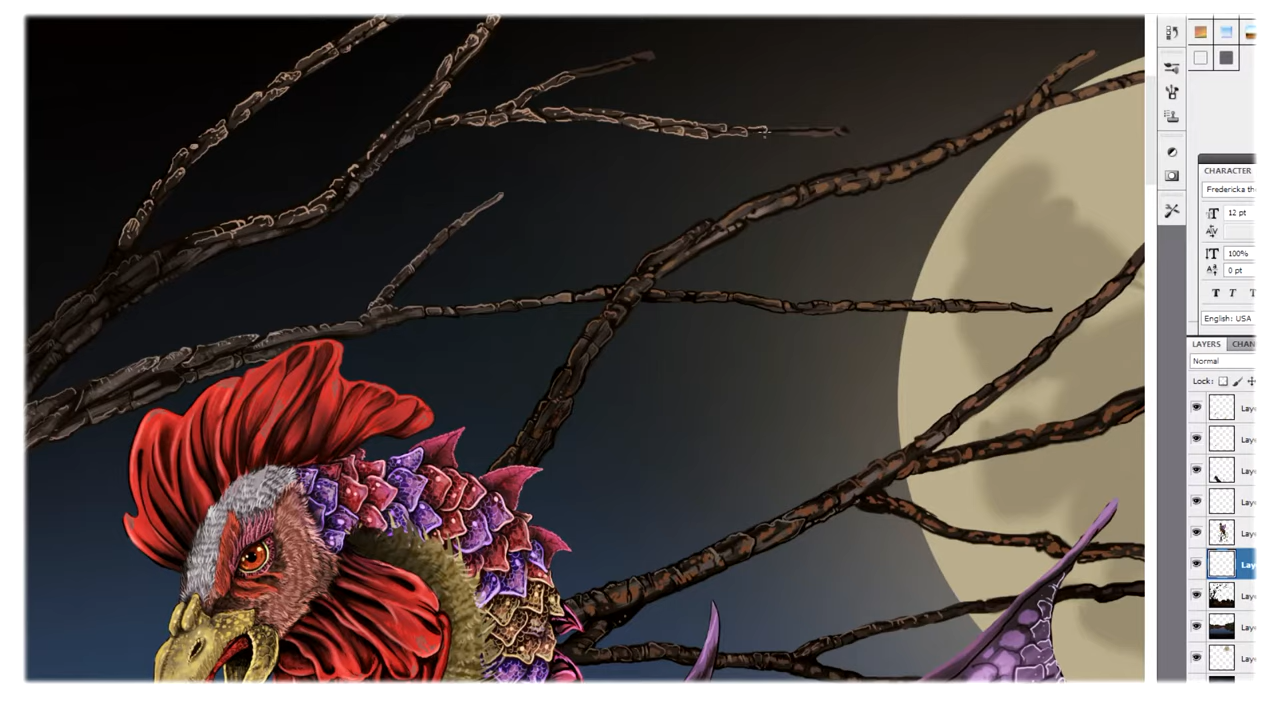 CHARACTER
Fredericka th
12 pt
100%
0 pt
T T T
English: USA
LAYERS CHAN
Normal
Lock:
Lay
Lay
Lay
Lay
Lay
Lay
Lay
Lay
Lay